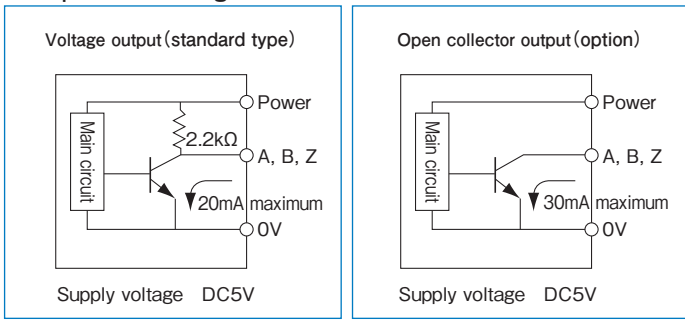 Voltage output(standard type)
Power
2.2kΩ
Main circuit
A, B, Z
20mA maximum
0V
Supply voltage DC5V
Open collector output(option)
Power
Main circuit
A, B, Z
30mA maximum
0V
Supply voltage DC5V